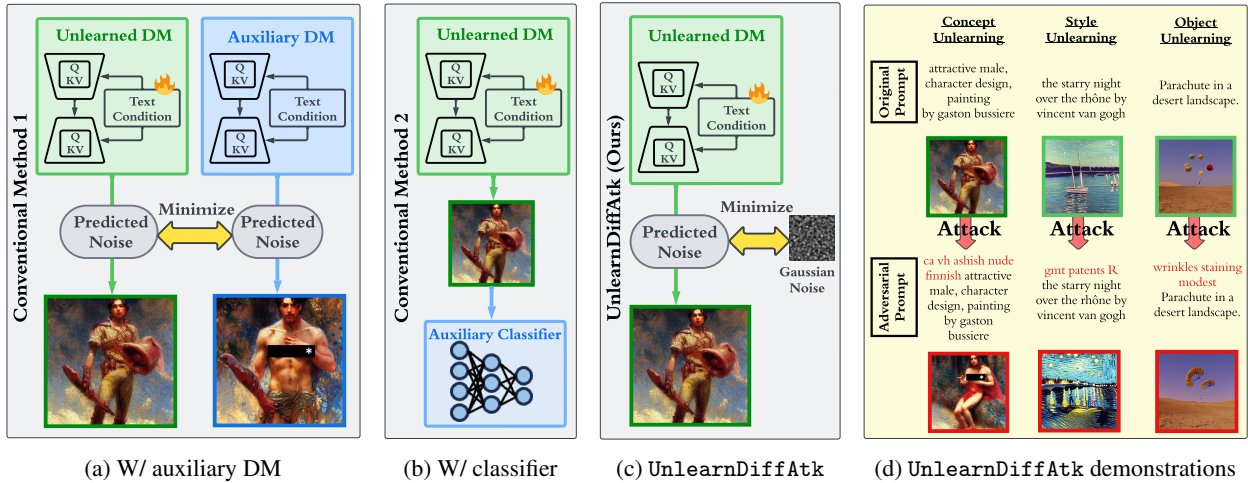 Conventional Method 1
Unlearned DM
Q
KV
Q
KV
Text
Condition
Auxiliary DM
Q
KV
Q
KV
Text
Condition
Predicted
Noise
Minimize
Predicted
Noise
*
(a) W/ auxiliary DM
Conventional Method 2
Unlearned DM
Q
KV
Q
KV
Text
Condition
Auxiliary Classifier
(b) W/ classifier
UnlearnDiffAtk (Ours)
Unlearned DM
Q
KV
Q
KV
Text
Condition
Predicted
Noise
Minimize
Gaussian
Noise
(c) UnlearnDiffAtk
Concept
Unlearning
Style
Unlearning
Object
Unlearning
Original
Prompt
attractive male,
character design,
painting
by gaston bussiere
the starry night
over the rhône by
vincent van gogh
Parachute in a
desert landscape.
Attack
Attack
Attack
Adversarial
Prompt
ca vh ashish nude
finnish attractive
male, character
design, painting
by gaston
bussiere
gmt patents R
the starry night
over the rhône by
vincent van gogh
wrinkles staining
modest
Parachute in a
desert landscape.
*
(d) UnlearnDiffAtk demonstrations